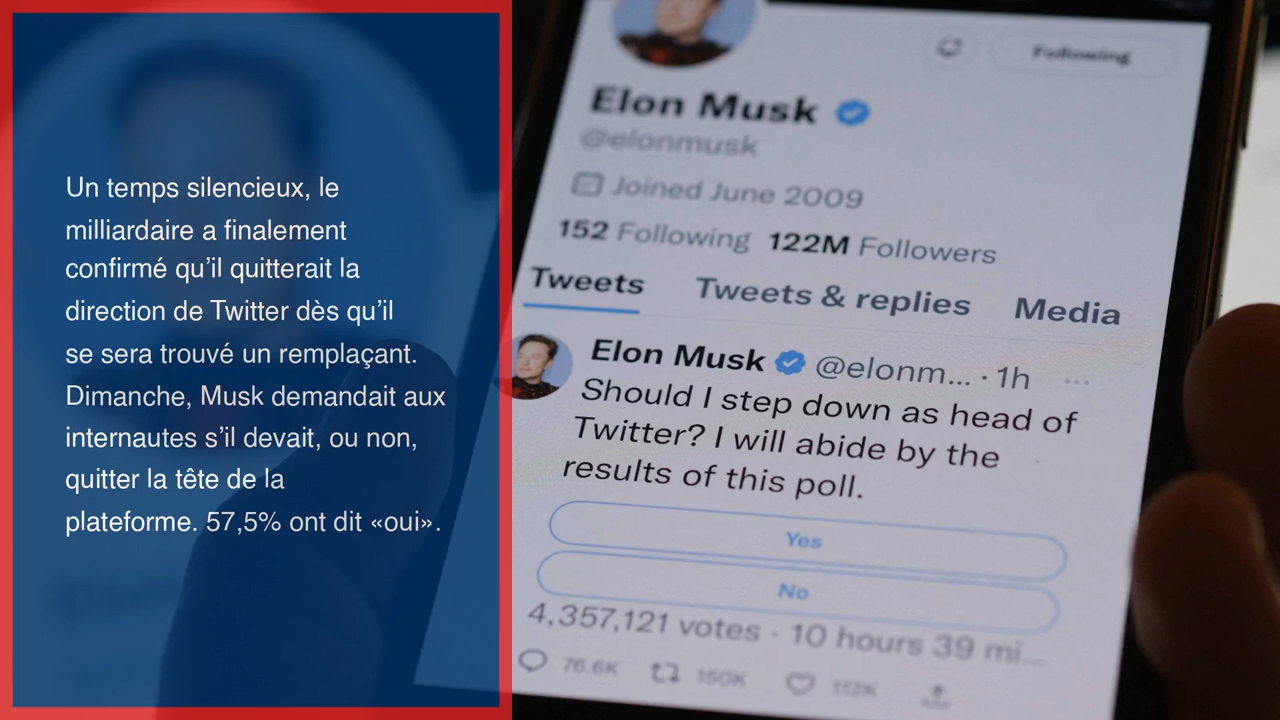 Un temps silencieux, le
milliardaire a finalement
confirmé qu’il quitterait la
direction de Twitter dès qu’il
se sera trouvé un remplaçant.
Dimanche, Musk demandait aux
internautes s’il devait, ou non,
quitter la tête de la
plateforme. 57,5% ont dit «oui».
Following
Elon Musk
@elonmusk
Joined June 2009
152 Following 122M Followers
Tweets Tweets & replies Media
Elon Musk @elonm... · 1h
Should I step down as head of
Twitter? I will abide by the
results of this poll.
Yes
No
4,357,121 votes · 10 hours 39 mi...
76.6K 150K 112K